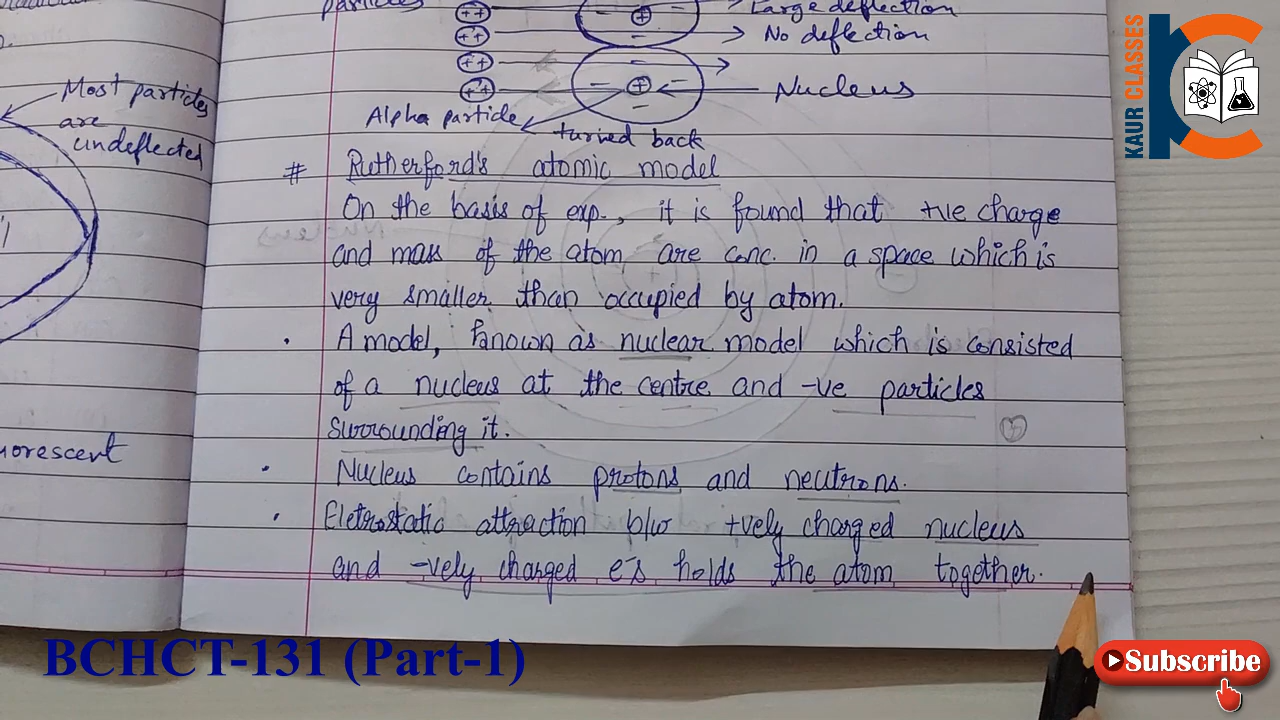 particles
Large deflection
No deflection
Most particles
are
undeflected
Nucleus
Alpha particle
turned back
# Rutherford's atomic model
On the basis of exp., it is found that +ve charge
and mass of the atom are conc. in a space which is
very smaller than occupied by atom.
• A model, known as nuclear model which is consisted
of a nucleus at the centre and -ve particles
surrounding it.
orescent
• Nucleus contains protons and neutrons.
• Eletrostatic attraction b/w +vely charged nucleus
and -vely charged e-s holds the atom together.
KAUR CLASSES
BCHCT-131 (Part-1)
Subscribe